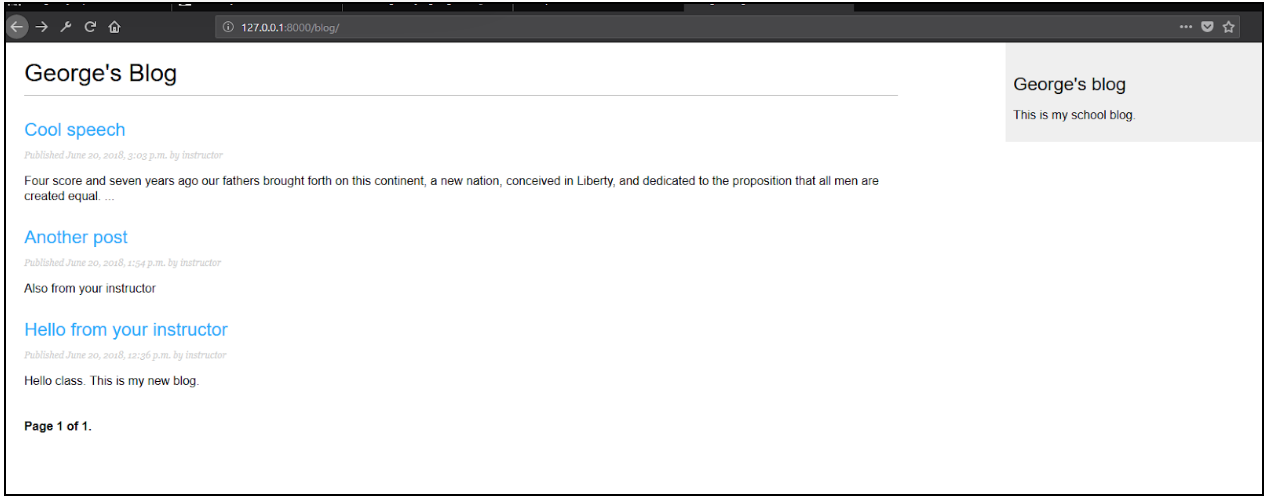 127.0.0.1:8000/blog/
George's Blog
Cool speech
Published June 20, 2018, 3:03 p.m. by instructor
Four score and seven years ago our fathers brought forth on this continent, a new nation, conceived in Liberty, and dedicated to the proposition that all men are
created equal. ...
Another post
Published June 20, 2018, 1:54 p.m. by instructor
Also from your instructor
Hello from your instructor
Published June 20, 2018, 12:36 p.m. by instructor
Hello class. This is my new blog.
Page 1 of 1.
George's blog
This is my school blog.